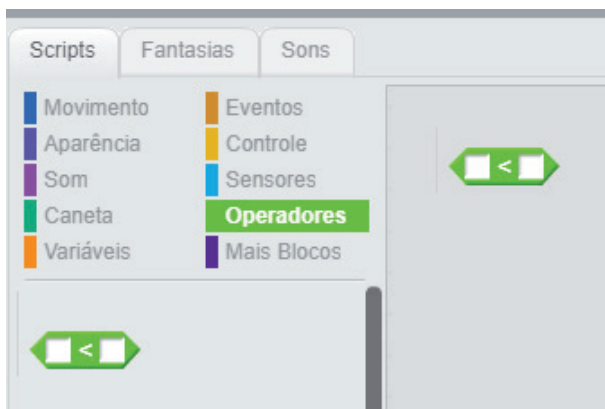 Scripts Fantasias Sons
Movimento Eventos
Aparência Controle
Som Sensores
Caneta Operadores
Variáveis Mais Blocos
<
<